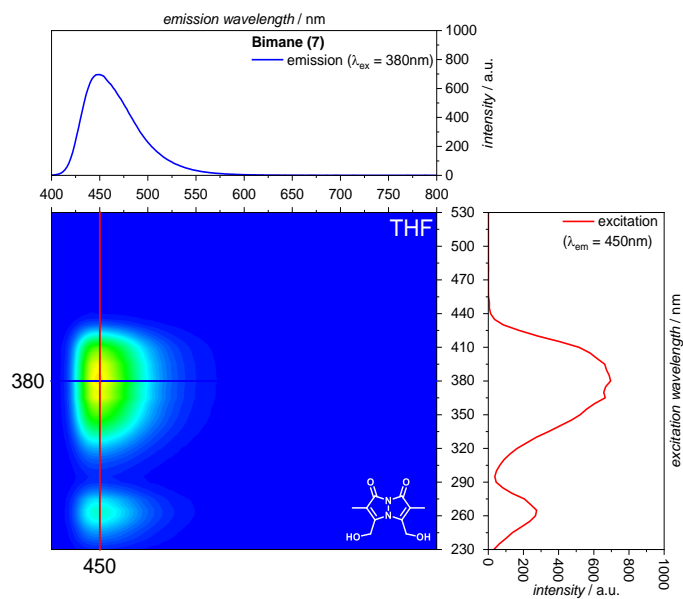 emission wavelength / nm
Bimane (7)
emission (λex = 380nm)
1000
800
600
400
200
0
intensity / a.u.
400 450 500 550 600 650 700 750 800
THF
380
450
O O
N
N
HO OH
530
500
470
440
410
380
350
320
290
260
230
excitation
(λem = 450nm)
excitation wavelength / nm
0 200 400 600 800 1000
intensity / a.u.